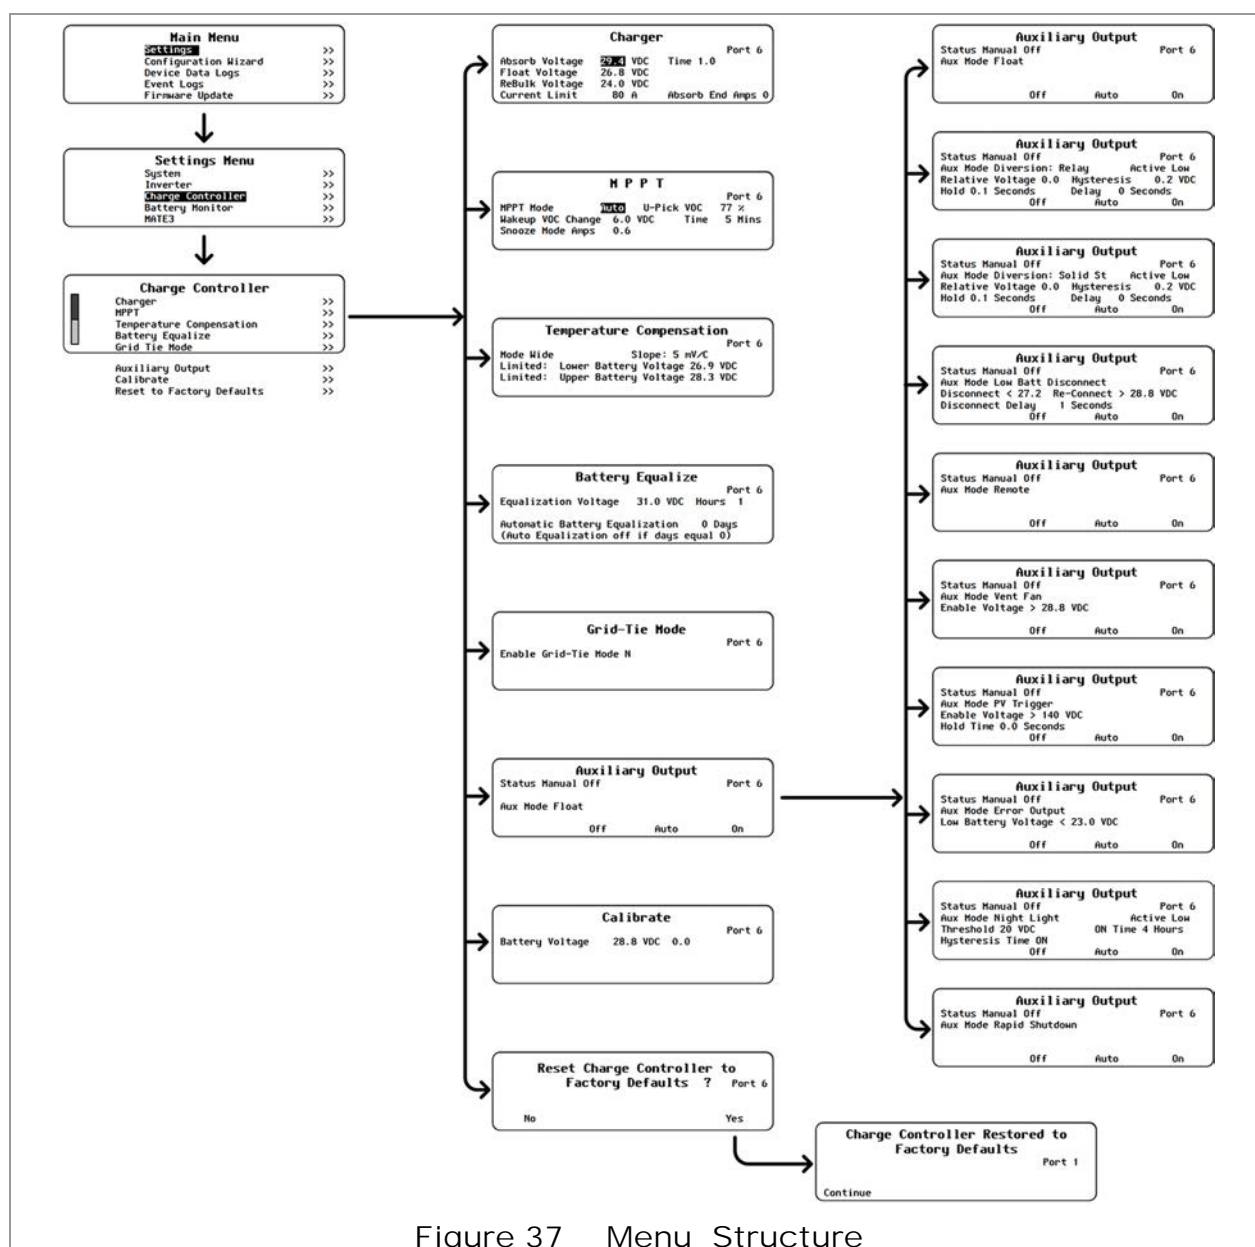 Main Menu
Settings >>
Configuration Wizard >>
Device Data Logs >>
Event Logs >>
Firmware Update >>
Settings Menu
System >>
Inverter >>
Charge Controller >>
Battery Monitor >>
MATE3 >>
Charge Controller
Charger >>
MPPT >>
Temperature Compensation >>
Battery Equalize >>
Grid Tie Mode >>
Auxiliary Output >>
Calibrate >>
Reset to Factory Defaults >>
Charger
Port 6
Absorb Voltage 29.4 VDC Time 1.0
Float Voltage 26.8 VDC
ReBulk Voltage 24.0 VDC
Current Limit 80 A Absorb End Amps 0
M P P T
Port 6
MPPT Mode Auto U-Pick VOC 77 %
Wakeup VOC Change 6.0 VDC Time 5 Mins
Snooze Mode Amps 0.6
Temperature Compensation
Port 6
Mode Wide Slope: 5 mV/C
Limited: Lower Battery Voltage 26.9 VDC
Limited: Upper Battery Voltage 28.3 VDC
Battery Equalize
Port 6
Equalization Voltage 31.0 VDC Hours 1
Automatic Battery Equalization 0 Days
(Auto Equalization off if days equal 0)
Grid-Tie Mode
Port 6
Enable Grid-Tie Mode N
Auxiliary Output
Status Manual Off Port 6
Aux Mode Float
Off Auto On
Calibrate
Port 6
Battery Voltage 28.8 VDC 0.0
Reset Charge Controller to
Factory Defaults ? Port 6
No Yes
Charge Controller Restored to
Factory Defaults
Port 1
Continue
Auxiliary Output
Status Manual Off Port 6
Aux Mode Float
Off Auto On
Auxiliary Output
Status Manual Off Port 6
Aux Mode Diversion: Relay Active Low
Relative Voltage 0.0 Hysteresis 0.2 VDC
Hold 0.1 Seconds Delay 0 Seconds
Off Auto On
Auxiliary Output
Status Manual Off Port 6
Aux Mode Diversion: Solid St Active Low
Relative Voltage 0.0 Hysteresis 0.2 VDC
Hold 0.1 Seconds Delay 0 Seconds
Off Auto On
Auxiliary Output
Status Manual Off Port 6
Aux Mode Low Batt Disconnect
Disconnect < 27.2 Re-Connect > 28.8 VDC
Disconnect Delay 1 Seconds
Off Auto On
Auxiliary Output
Status Manual Off Port 6
Aux Mode Remote
Off Auto On
Auxiliary Output
Status Manual Off Port 6
Aux Mode Vent Fan
Enable Voltage > 28.8 VDC
Off Auto On
Auxiliary Output
Status Manual Off Port 6
Aux Mode PV Trigger
Enable Voltage > 140 VDC
Hold Time 0.0 Seconds
Off Auto On
Auxiliary Output
Status Manual Off Port 6
Aux Mode Error Output
Low Battery Voltage < 23.0 VDC
Off Auto On
Auxiliary Output
Status Manual Off Port 6
Aux Mode Night Light Active Low
Threshold 20 VDC ON Time 4 Hours
Hysteresis Time ON
Off Auto On
Auxiliary Output
Status Manual Off Port 6
Aux Mode Rapid Shutdown
Off Auto On
Figure 37 Menu Structure